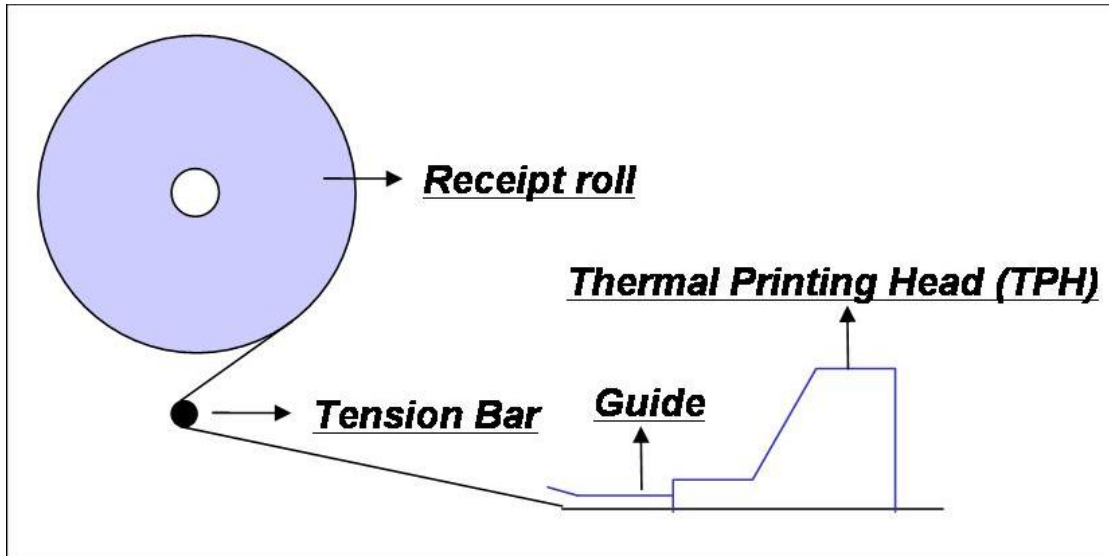 Receipt roll
Thermal Printing Head (TPH)
Tension Bar
Guide